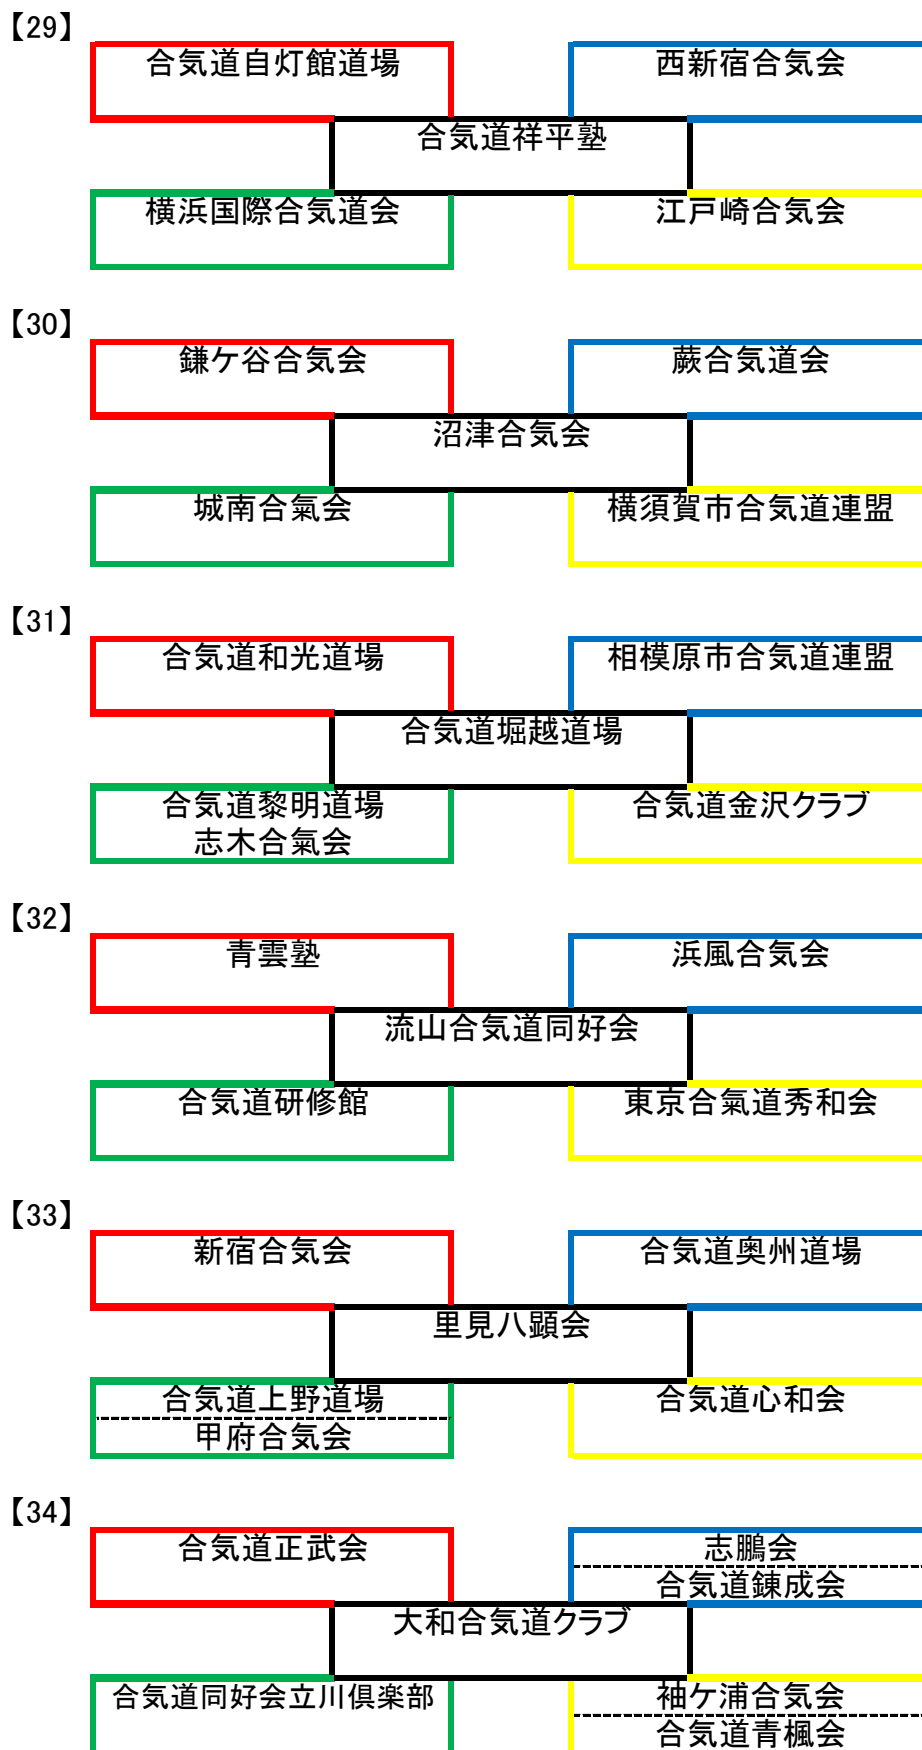 【29】
合気道自灯館道場
西新宿合気会
合気道祥平塾
横浜国際合気道会
江戸崎合気会
【30】
鎌ケ谷合気会
蕨合気道会
沼津合気会
城南合氣会
横須賀市合気道連盟
【31】
合気道和光道場
相模原市合気道連盟
合気道堀越道場
合気道黎明道場
志木合氣会
合気道金沢クラブ
【32】
青雲塾
浜風合気会
流山合気道同好会
合気道研修館
東京合氣道秀和会
【33】
新宿合気会
合気道奥州道場
里見八顕会
合気道上野道場
甲府合気会
合気道心和会
【34】
合気道正武会
志鵬会
合気道錬成会
大和合気道クラブ
合気道同好会立川倶楽部
袖ケ浦合気会
合気道青楓会